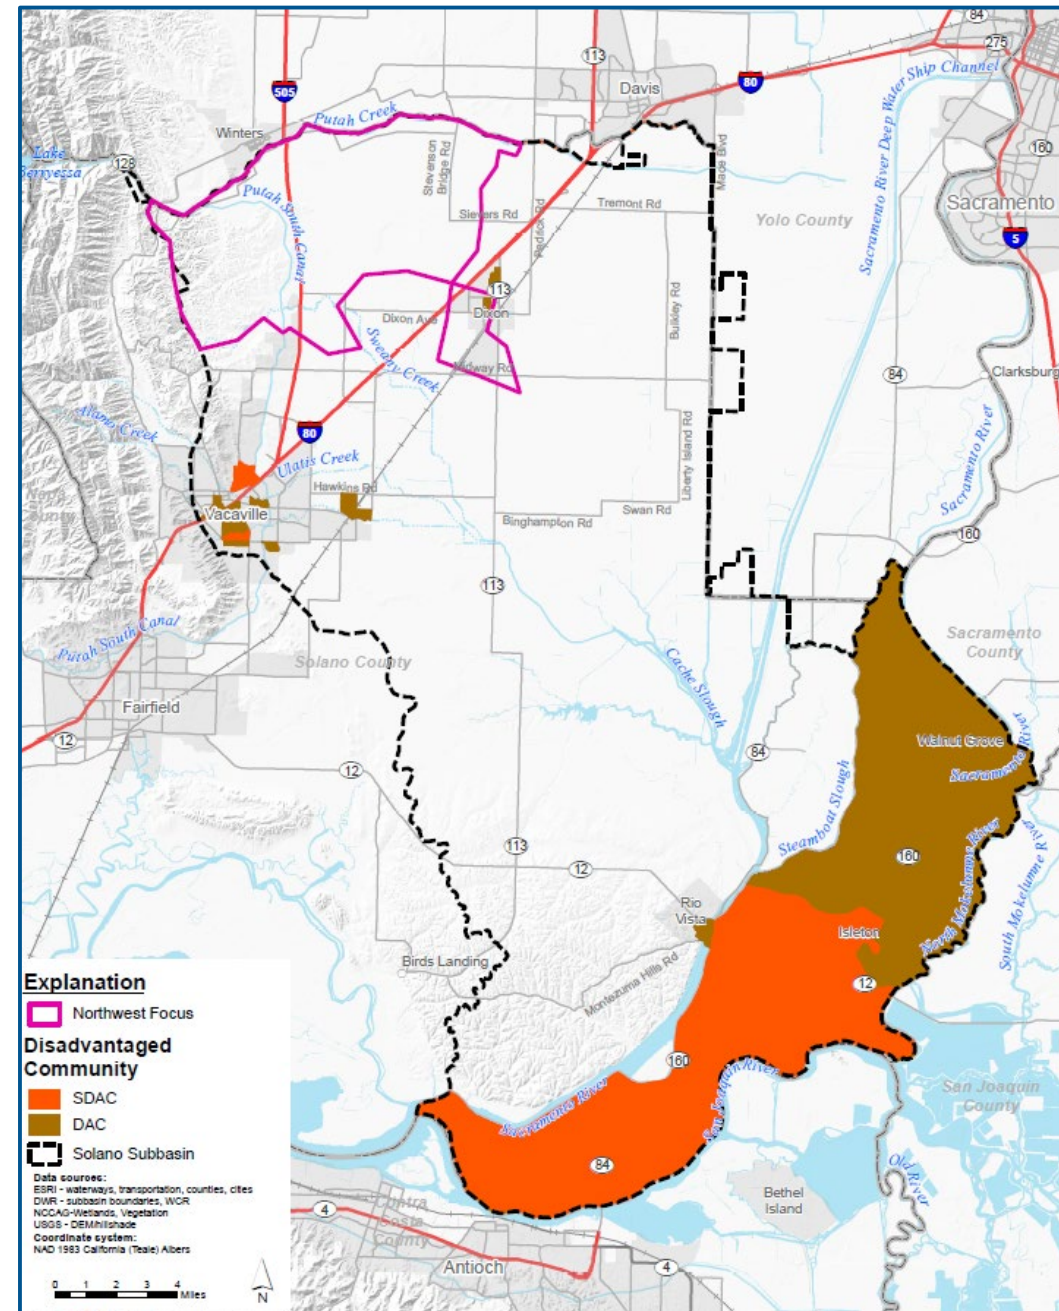 84
275
113
Davis
80
505
Sacramento River Deep Water Ship Channel
Putah Creek
Winters
160
Lake
Berryessa
128
Stevenson
Bridge Rd
Mace Blvd
Putah South Canal
Sievers Rd
Tremont Rd
Yolo County
Sacramento
5
Pedrick Rd
113
Dixon
Dixon Ave
Bulkley Rd
Sweany Creek
Midway Rd
84
Clarksburg
Alamo Creek
80
Sacramento River
Ulatis Creek
Liberty Island Rd
Hawkins Rd
Napa
County
Vacaville
Binghampton Rd
Swan Rd
160
113
Putah South Canal
Solano County
Sacramento
County
Cache Slough
Fairfield
12
Walnut Grove
Sacramento River
84
12
Steamboat Slough
113
12
160
North Mokelumne River
South Mokelumne River
Rio
Vista
Isleton
Birds Landing
Montezuma Hills Rd
12
160
San Joaquin
County
Sacramento River
San Joaquin River
84
Old River
Bethel
Island
4
Contra
Costa
County
Antioch
4
Explanation
Northwest Focus
Disadvantaged
Community
SDAC
DAC
Solano Subbasin
Data sources:
ESRI - waterways, transportation, counties, cities
DWR - subbasin boundaries, WCR
NCCAG-Wetlands, Vegetation
USGS - DEM/hillshade
Coordinate system:
NAD 1983 California (Teale) Albers
0 1 2 3 4
Miles
N